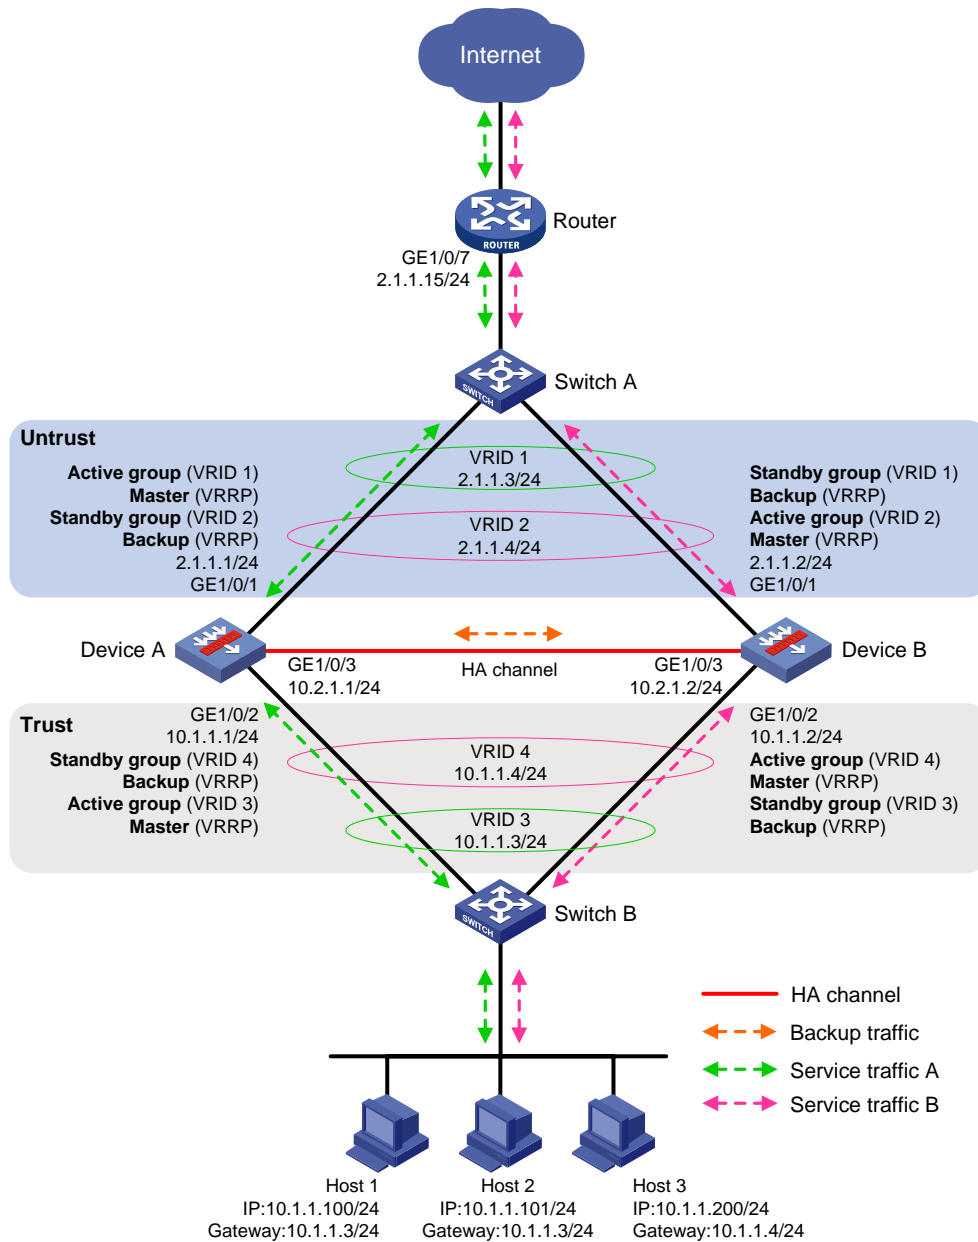 Internet
Router
ROUTER
GE1/0/7
2.1.1.15/24
Switch A
SWITCH
Untrust
Active group (VRID 1)
Master (VRRP)
Standby group (VRID 2)
Backup (VRRP)
2.1.1.1/24
GE1/0/1
VRID 1
2.1.1.3/24
VRID 2
2.1.1.4/24
Standby group (VRID 1)
Backup (VRRP)
Active group (VRID 2)
Master (VRRP)
2.1.1.2/24
GE1/0/1
Device A
GE1/0/3
10.2.1.1/24
HA channel
GE1/0/3
10.2.1.2/24
Device B
Trust
GE1/0/2
10.1.1.1/24
Standby group (VRID 4)
Backup (VRRP)
Active group (VRID 3)
Master (VRRP)
VRID 4
10.1.1.4/24
VRID 3
10.1.1.3/24
GE1/0/2
10.1.1.2/24
Active group (VRID 4)
Master (VRRP)
Standby group (VRID 3)
Backup (VRRP)
Switch B
SWITCH
HA channel
Backup traffic
Service traffic A
Service traffic B
Host 1
IP:10.1.1.100/24
Gateway:10.1.1.3/24
Host 2
IP:10.1.1.101/24
Gateway:10.1.1.3/24
Host 3
IP:10.1.1.200/24
Gateway:10.1.1.4/24